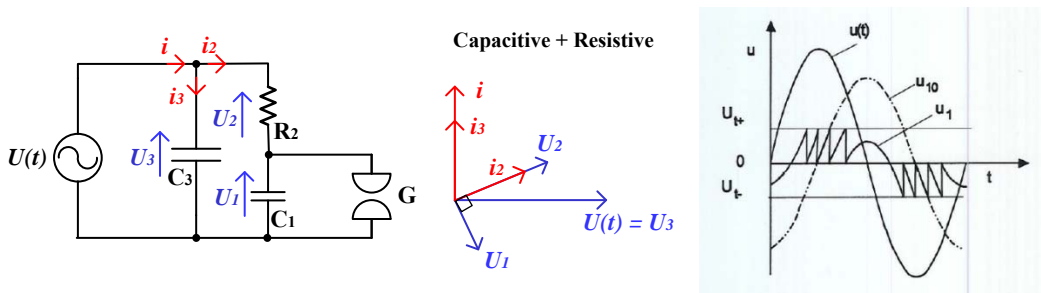 i
i2
i3
U2
R2
U(t)
U3
C3
U1
C1
G
Capacitive + Resistive
i
i3
i2
U2
U(t) = U3
U1
u
u(t)
u10
u1
Ut+
0
Ut-
t